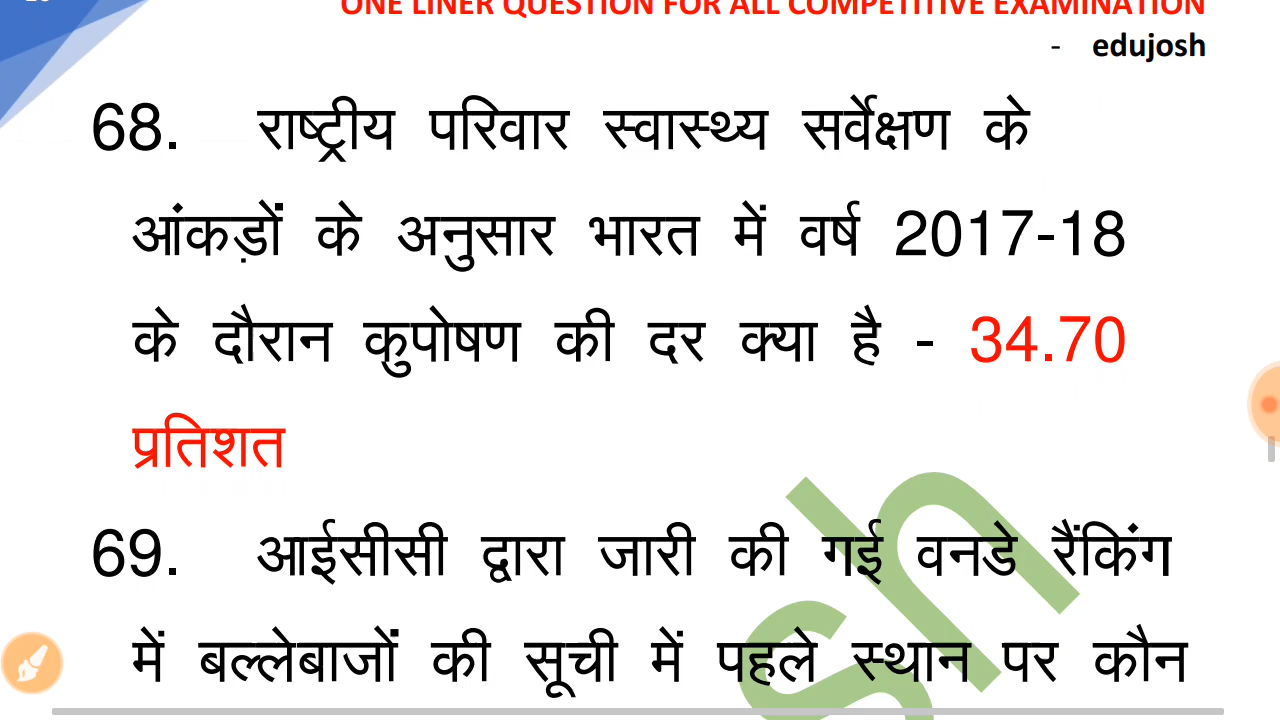 ONE LINER QUESTION FOR ALL COMPETITIVE EXAMINATION
- edujosh
68. राष्ट्रीय परिवार स्वास्थ्य सर्वेक्षण के
आंकड़ों के अनुसार भारत में वर्ष 2017-18
के दौरान कुपोषण की दर क्या है - 34.70
प्रतिशत
69. आईसीसी द्वारा जारी की गई वनडे रैंकिंग
में बल्लेबाजों की सूची में पहले स्थान पर कौन
sh